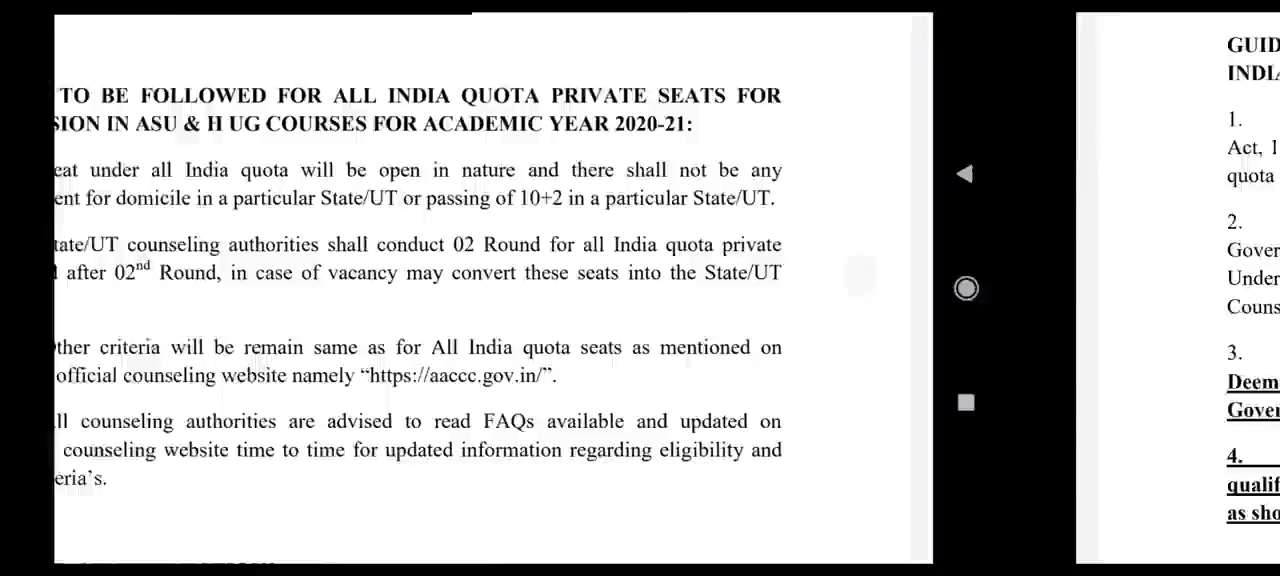 TO BE FOLLOWED FOR ALL INDIA QUOTA PRIVATE SEATS FOR
SION IN ASU & H UG COURSES FOR ACADEMIC YEAR 2020-21:
eat under all India quota will be open in nature and there shall not be any
ent for domicile in a particular State/UT or passing of 10+2 in a particular State/UT.
tate/UT counseling authorities shall conduct 02 Round for all India quota private
after 02nd Round, in case of vacancy may convert these seats into the State/UT
ther criteria will be remain same as for All India quota seats as mentioned on
official counseling website namely “https://aaccc.gov.in/”.
ll counseling authorities are advised to read FAQs available and updated on
counseling website time to time for updated information regarding eligibility and
eria’s.
GUID
INDIA
1.
Act, I
quota
2.
Gover
Under
Couns
3.
Deem
Gover
4.
qualif
as sho